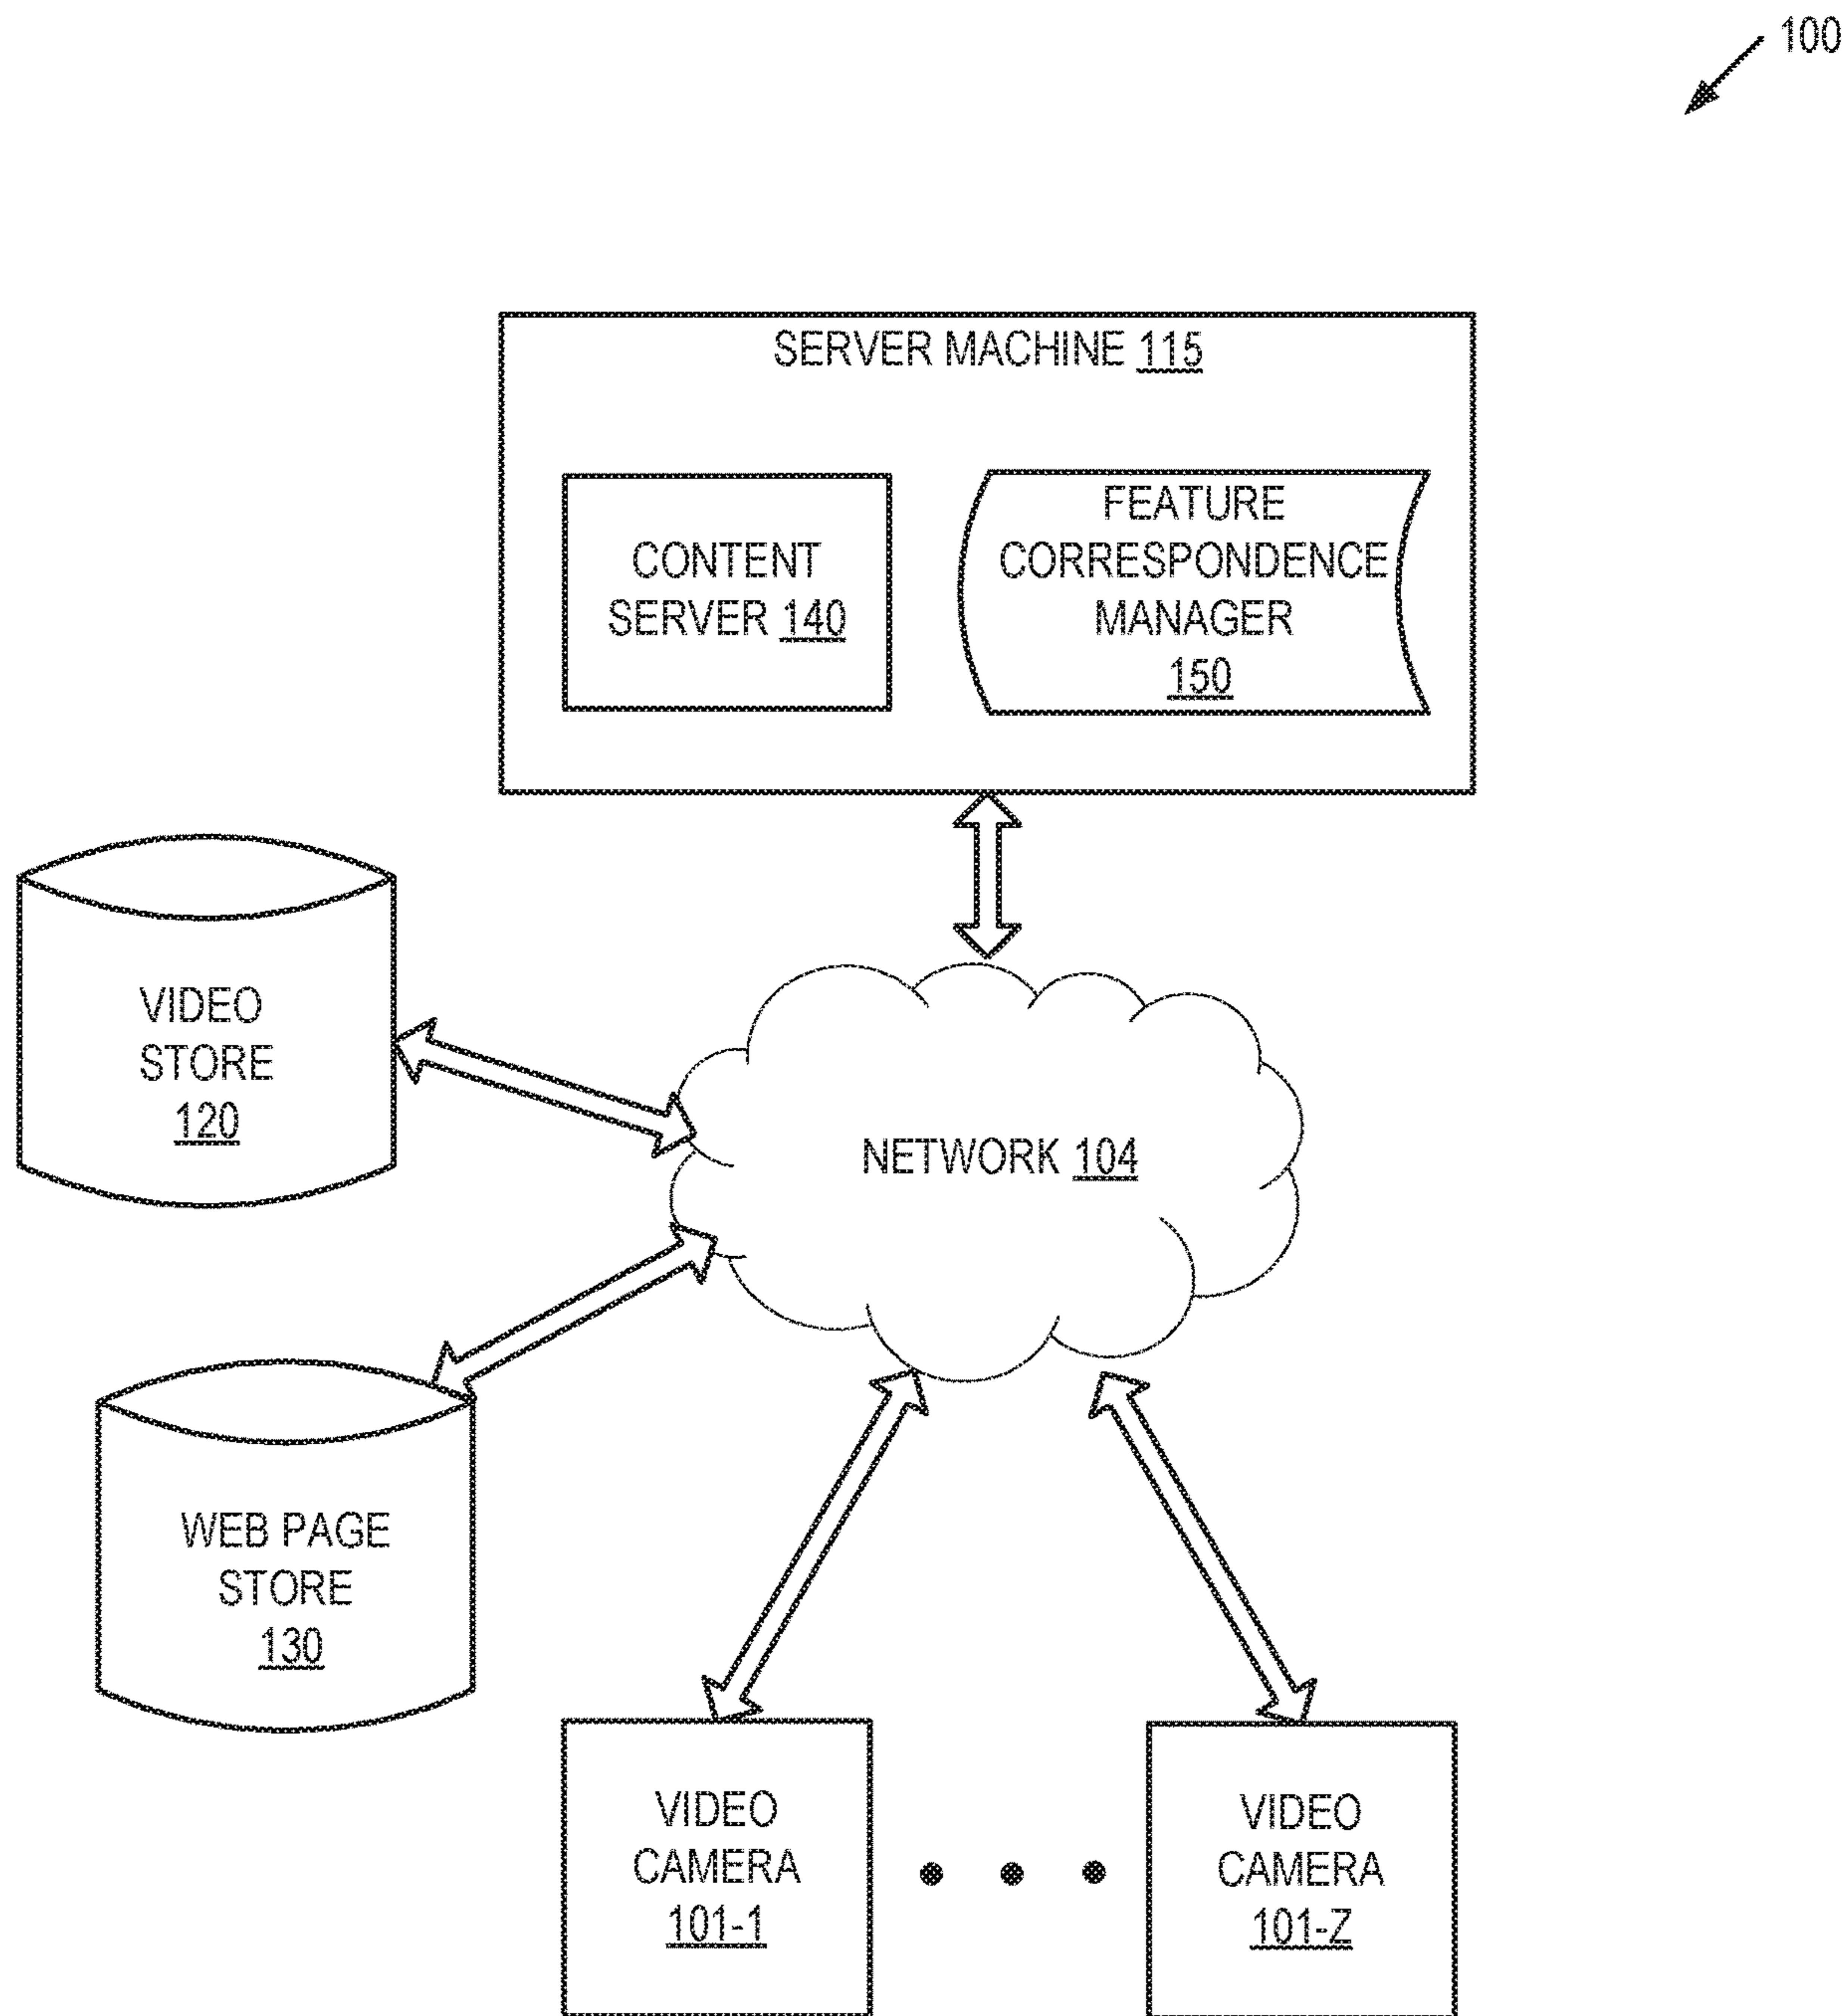 100
SERVER MACHINE 115
CONTENT
SERVER 140
FEATURE
CORRESPONDENCE
MANAGER
150
VIDEO
STORE
120
NETWORK 104
WEB PAGE
STORE
130
VIDEO
CAMERA
101-1
VIDEO
CAMERA
101-Z